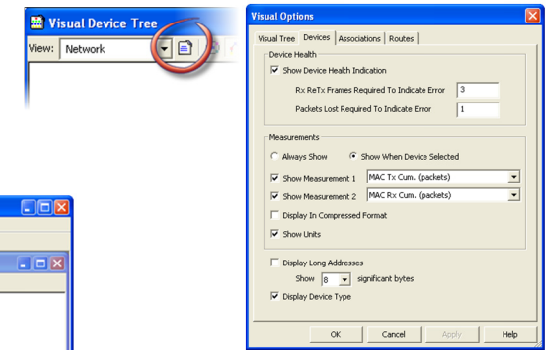 Visual Device Tree
View: Network
Visual Options
Visual Tree Devices Associations Routes
Device Health
Show Device Health Indication
Rx ReTx Frames Required To Indicate Error 3
Packets Lost Required To Indicate Error 1
Measurements
Always Show Show When Device Selected
Show Measurement 1 MAC Tx Cum. (packets)
Show Measurement 2 MAC Rx Cum. (packets)
Display In Compressed Format
Show Units
Display Long Addresses
Show 8 significant bytes
Display Device Type
OK Cancel Apply Help